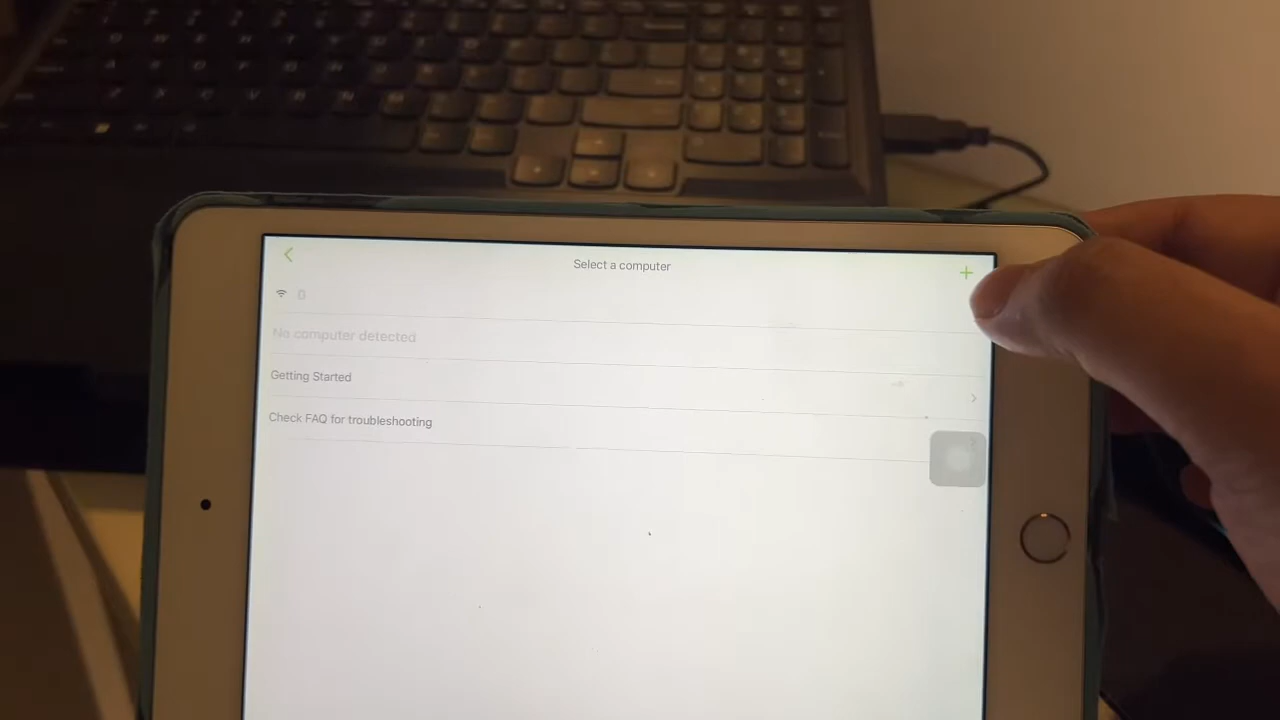 Select a computer
No computer detected
Getting Started
Check FAQ for troubleshooting